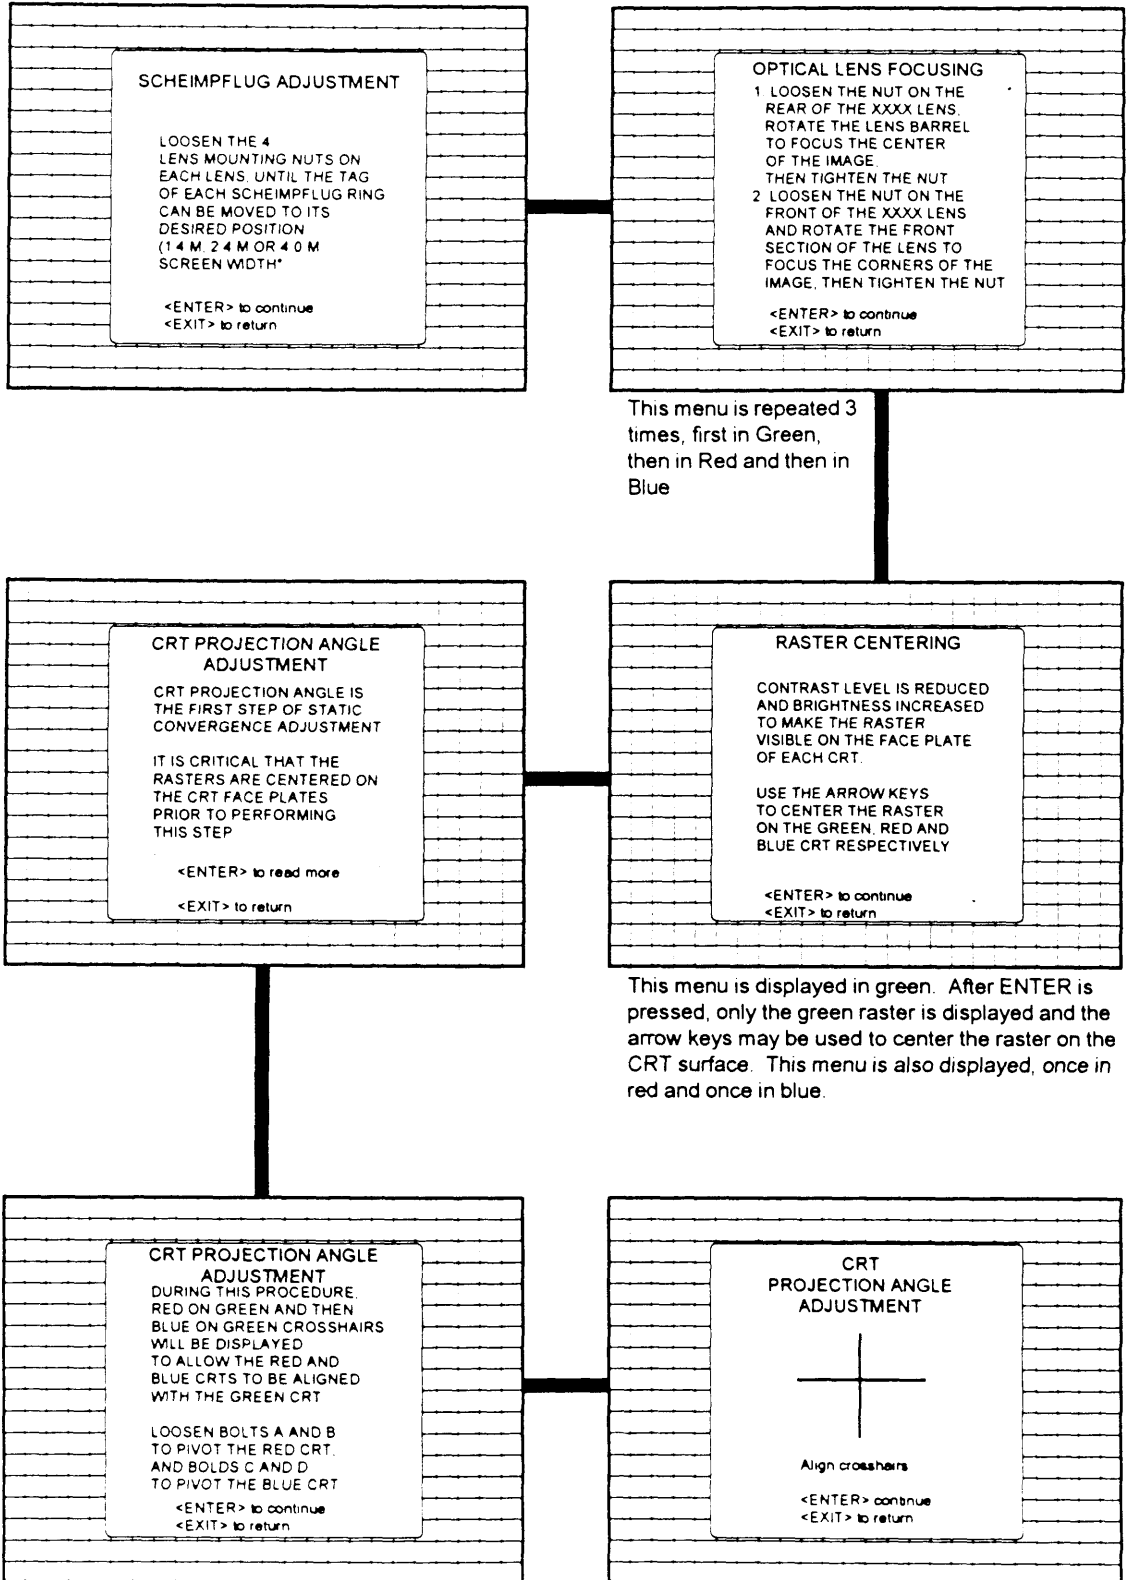 SCHEIMPFLUG ADJUSTMENT
LOOSEN THE 4
LENS MOUNTING NUTS ON
EACH LENS. UNTIL THE TAG
OF EACH SCHEIMPFLUG RING
CAN BE MOVED TO ITS
DESIRED POSITION
(1 4 M. 2 4 M OR 4 0 M
SCREEN WIDTH*
<ENTER> to continue
<EXIT> to return
OPTICAL LENS FOCUSING
1 LOOSEN THE NUT ON THE
REAR OF THE XXXX LENS.
ROTATE THE LENS BARREL
TO FOCUS THE CENTER
OF THE IMAGE.
THEN TIGHTEN THE NUT
2 LOOSEN THE NUT ON THE
FRONT OF THE XXXX LENS
AND ROTATE THE FRONT
SECTION OF THE LENS TO
FOCUS THE CORNERS OF THE
IMAGE, THEN TIGHTEN THE NUT
<ENTER> to continue
<EXIT> to return
This menu is repeated 3
times, first in Green,
then in Red and then in
Blue
RASTER CENTERING
CONTRAST LEVEL IS REDUCED
AND BRIGHTNESS INCREASED
TO MAKE THE RASTER
VISIBLE ON THE FACE PLATE
OF EACH CRT.
USE THE ARROW KEYS
TO CENTER THE RASTER
ON THE GREEN. RED AND
BLUE CRT RESPECTIVELY
<ENTER> to continue
<EXIT> to return
This menu is displayed in green. After ENTER is
pressed, only the green raster is displayed and the
arrow keys may be used to center the raster on the
CRT surface. This menu is also displayed, once in
red and once in blue.
CRT PROJECTION ANGLE
ADJUSTMENT
CRT PROJECTION ANGLE IS
THE FIRST STEP OF STATIC
CONVERGENCE ADJUSTMENT
IT IS CRITICAL THAT THE
RASTERS ARE CENTERED ON
THE CRT FACE PLATES
PRIOR TO PERFORMING
THIS STEP
<ENTER> to read more
<EXIT> to return
CRT PROJECTION ANGLE
ADJUSTMENT
DURING THIS PROCEDURE,
RED ON GREEN AND THEN
BLUE ON GREEN CROSSHAIRS
WILL BE DISPLAYED
TO ALLOW THE RED AND
BLUE CRTS TO BE ALIGNED
WITH THE GREEN CRT
LOOSEN BOLTS A AND B
TO PIVOT THE RED CRT.
AND BOLDS C AND D
TO PIVOT THE BLUE CRT
<ENTER> to continue
<EXIT> to return
CRT
PROJECTION ANGLE
ADJUSTMENT
Align crosshairs
<ENTER> continue
<EXIT> to return